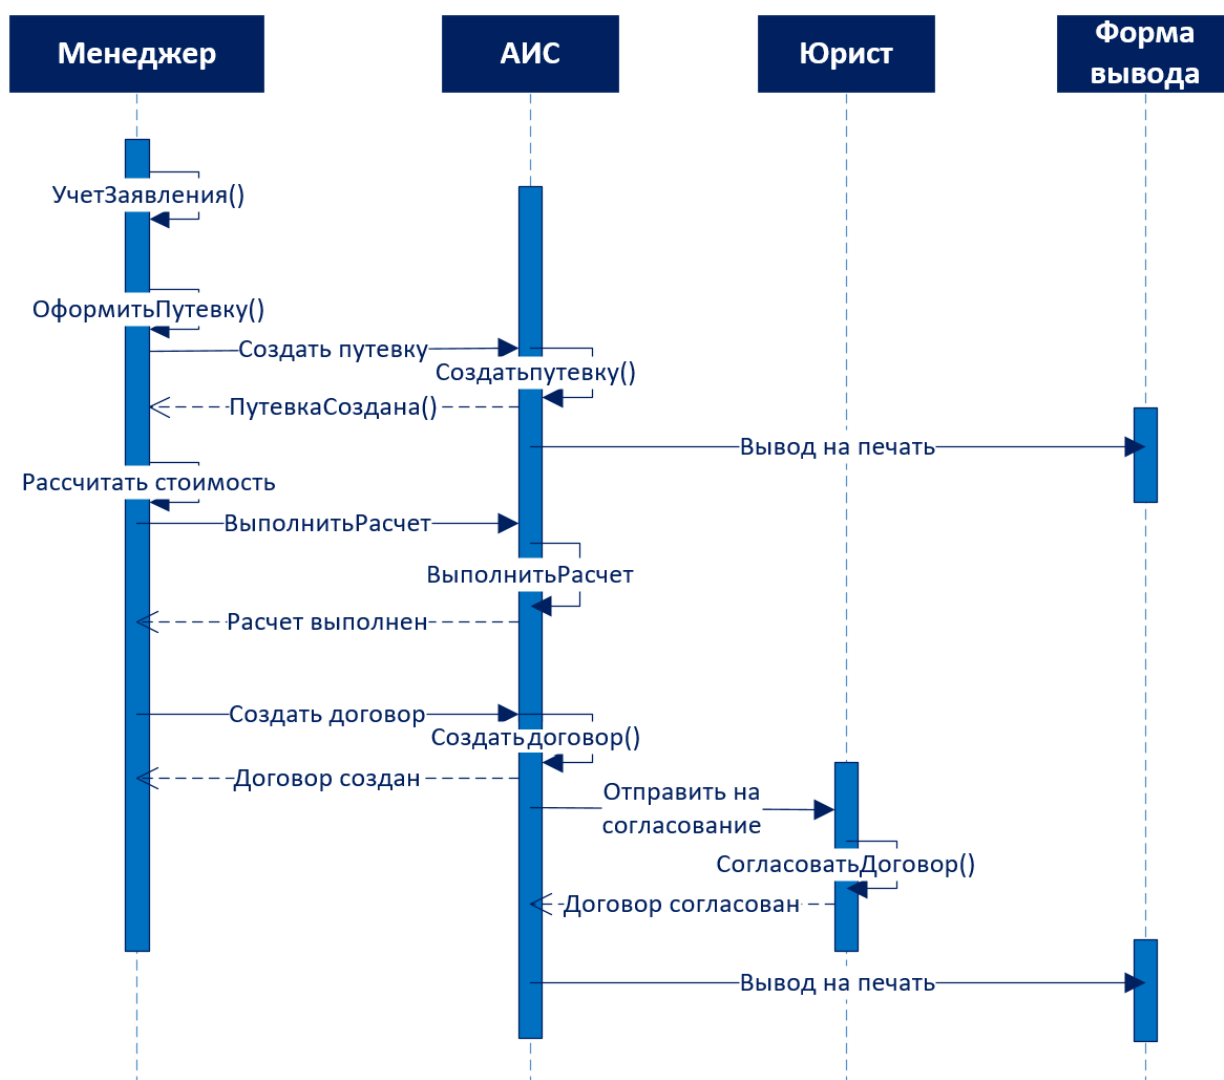 Менеджер
АИС
Юрист
Форма
вывода
УчетЗаявления()
ОформитьПутевку()
Создать путевку
Создатьпутевку()
ПутевкаСоздана()
Вывод на печать
Рассчитать стоимость
ВыполнитьРасчет
ВыполнитьРасчет
Расчет выполнен
Создать договор
Создатьдоговор()
Договор создан
Отправить на
согласование
СогласоватьДоговор()
Договор согласован
Вывод на печать